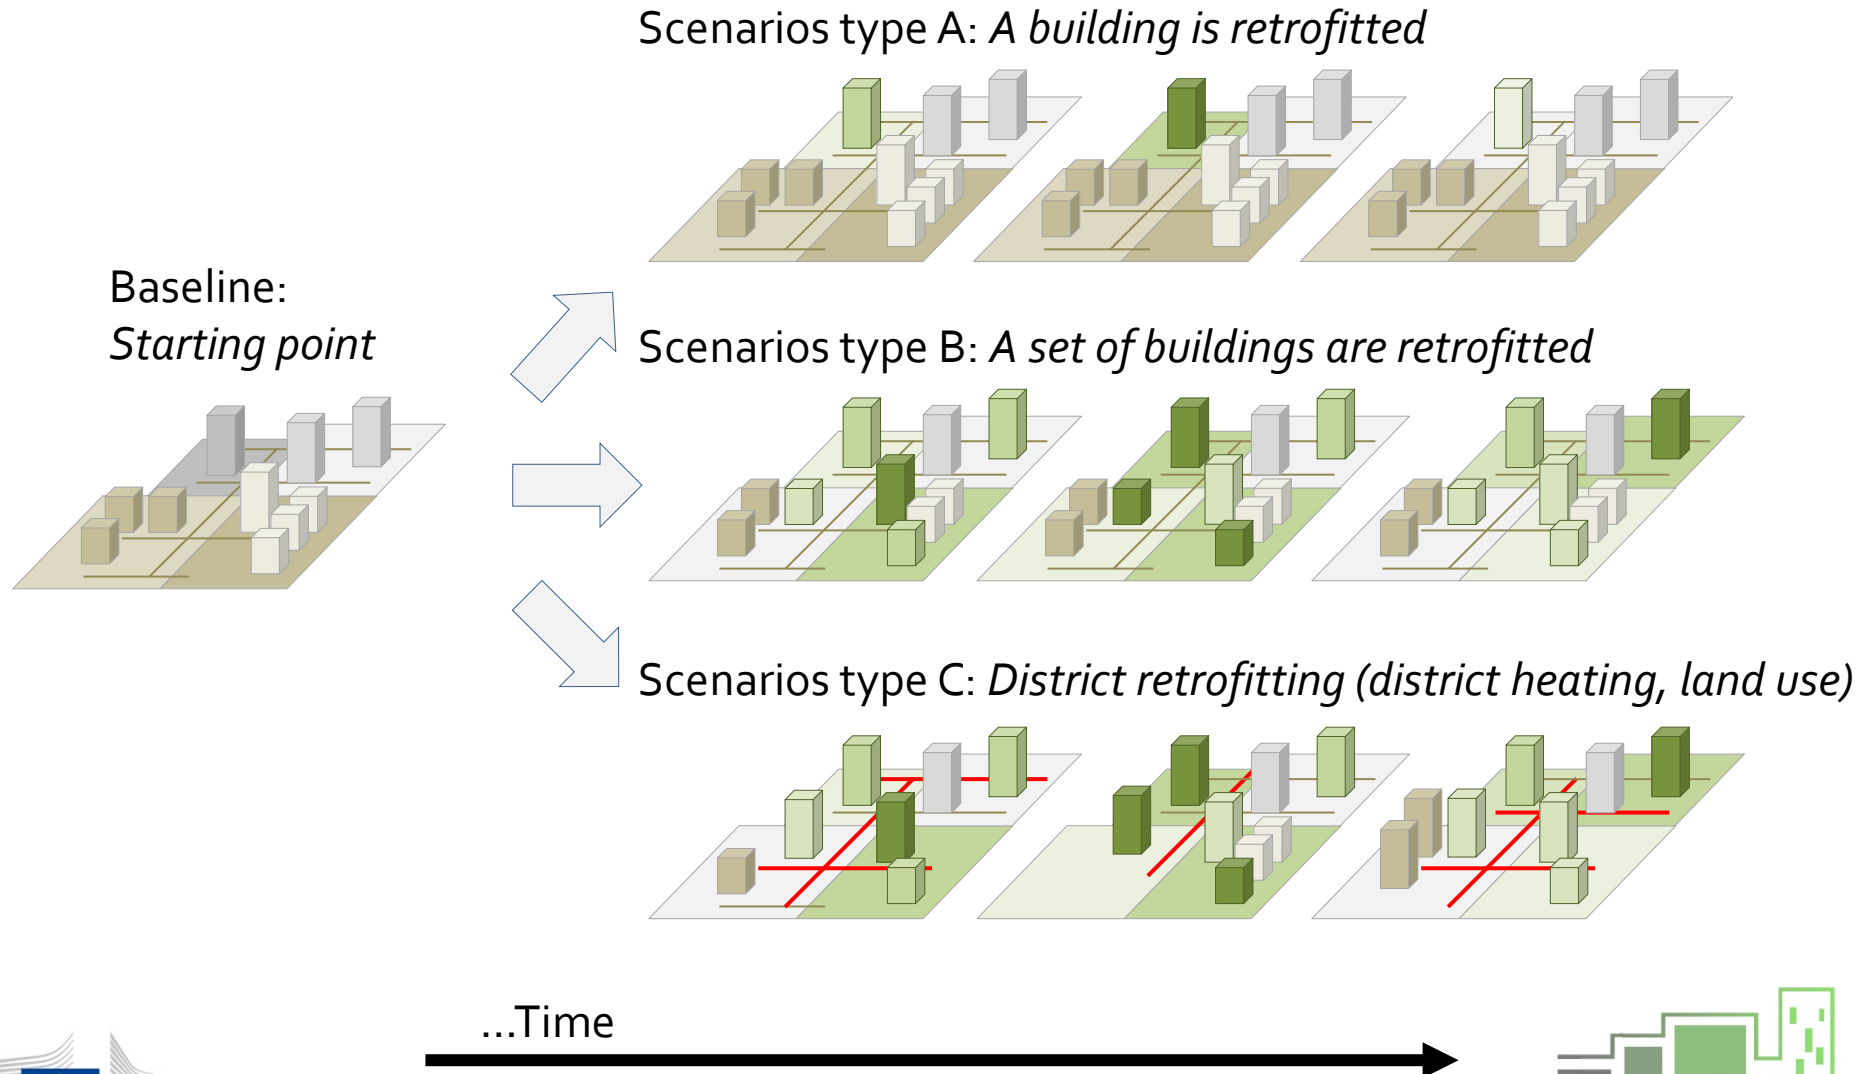 Scenarios type A: A building is retrofitted
Baseline:
Starting point
Scenarios type B: A set of buildings are retrofitted
Scenarios type C: District retrofitting (district heating, land use)
...Time